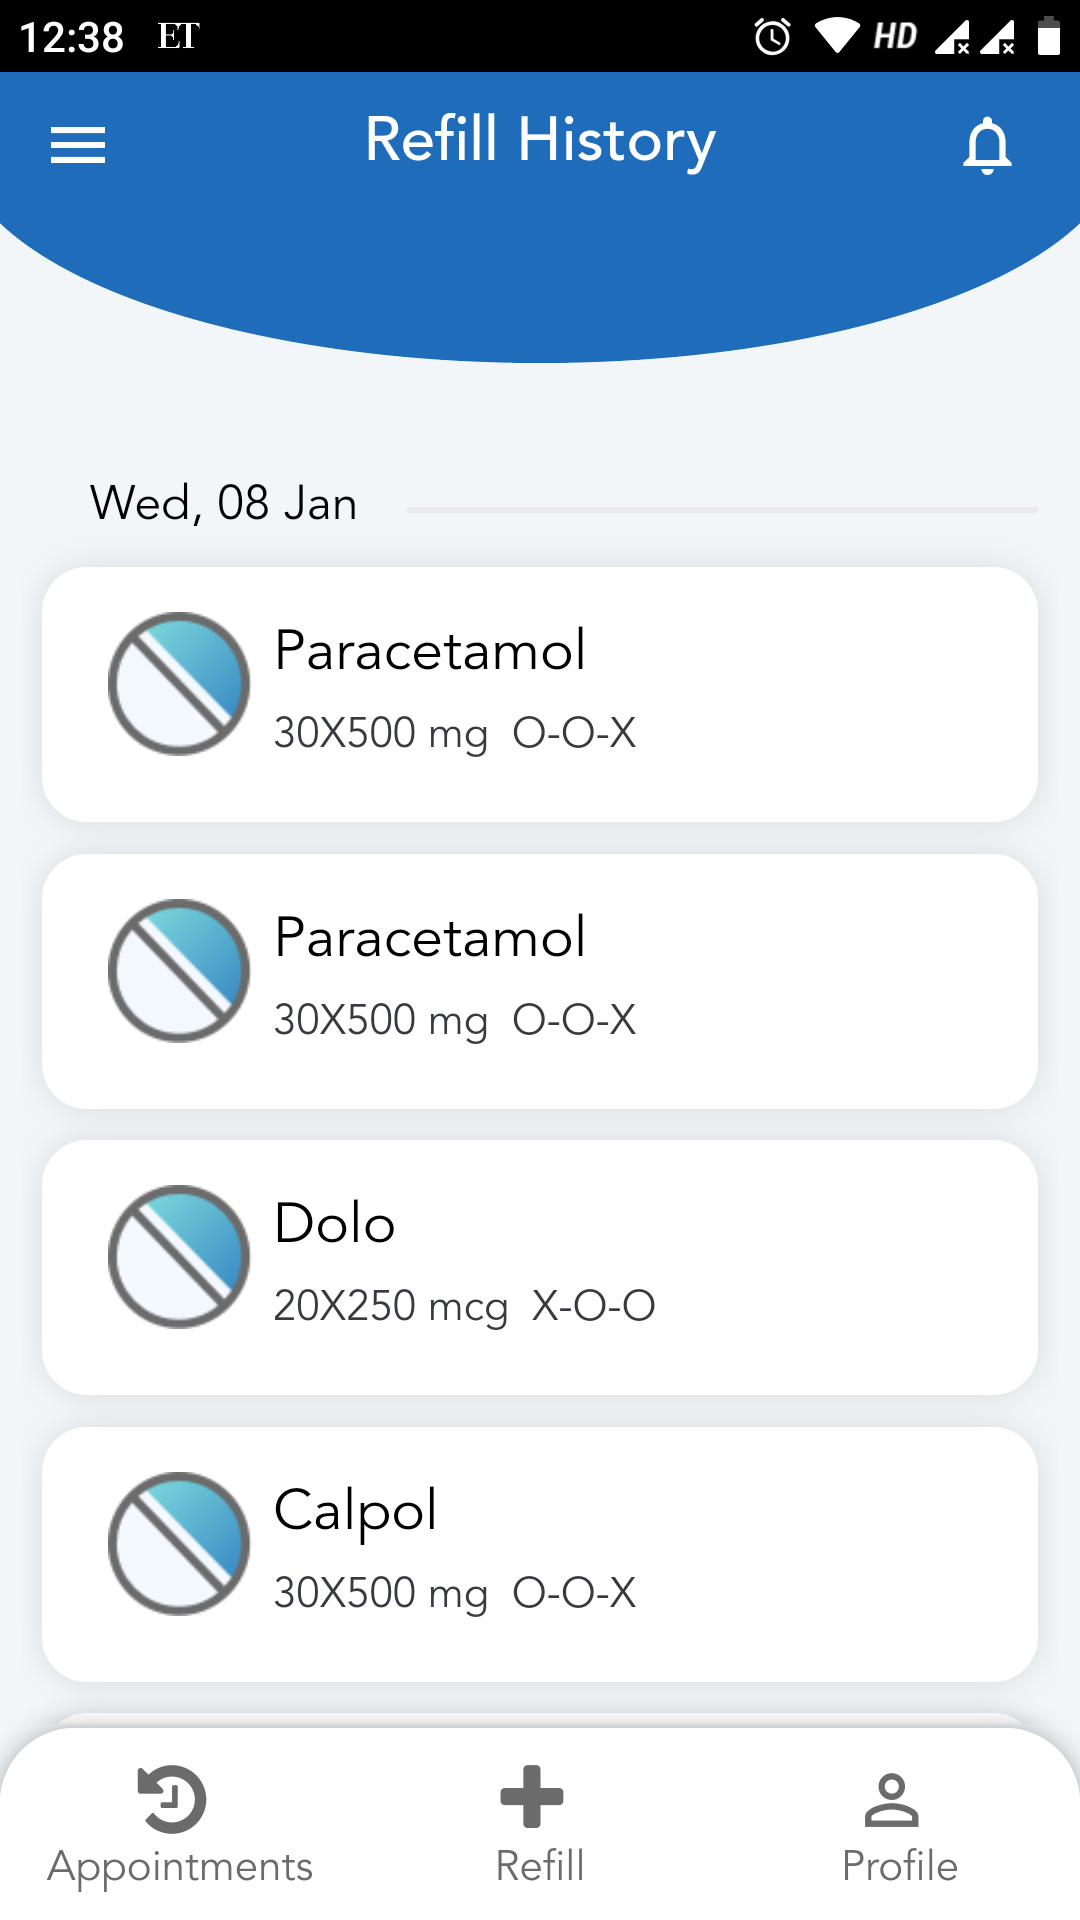 12:38 ET HD
Refill History
Wed, 08 Jan
Paracetamol
30X500 mg O-O-X
Paracetamol
30X500 mg O-O-X
Dolo
20X250 mcg X-O-O
Calpol
30X500 mg O-O-X
Appointments Refill Profile